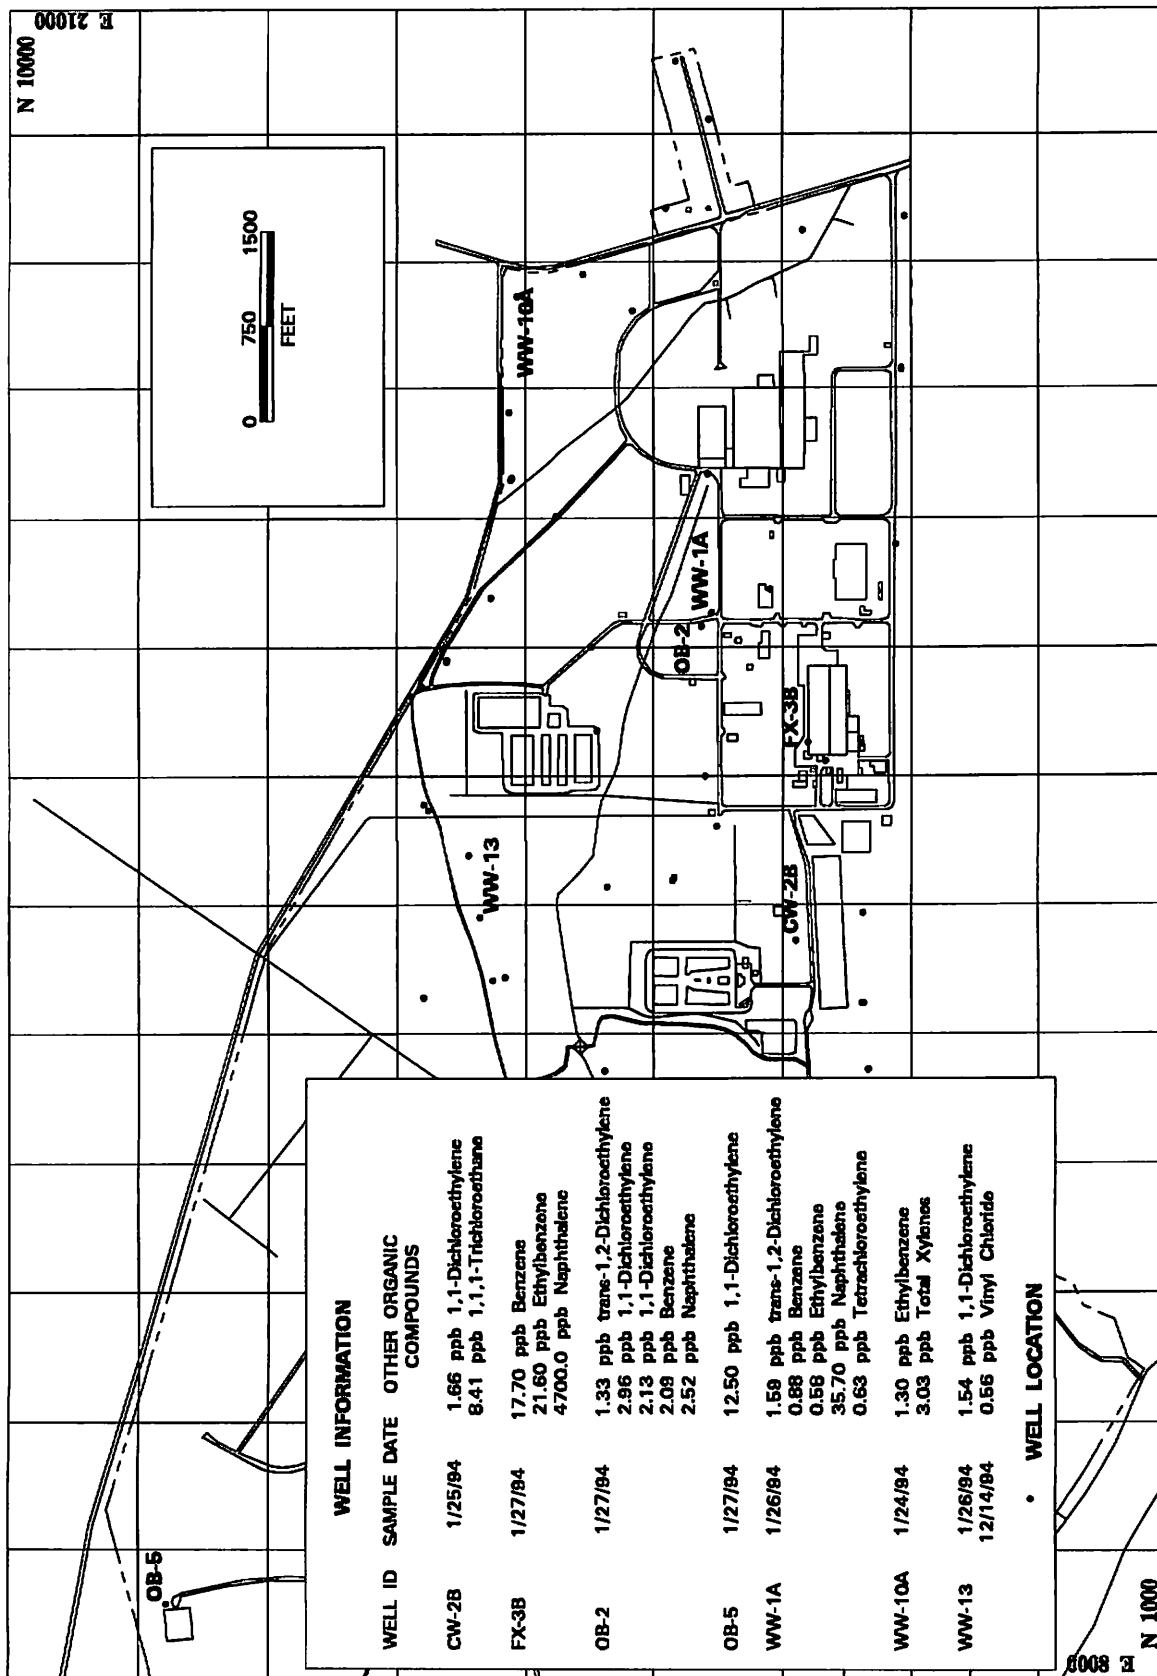 N 10000
E 21000
0 750 1500
FEET
WW-10A
WW-1A
OB-2
FX-3B
WW-13
CW-2B
OB-5
WELL INFORMATION
WELL ID SAMPLE DATE OTHER ORGANIC
COMPOUNDS
CW-2B 1/25/94 1.66 ppb 1,1-Dichloroethylene
8.41 ppb 1,1,1-Trichloroethane
FX-3B 1/27/94 17.70 ppb Benzene
21.60 ppb Ethylbenzene
4700.0 ppb Naphthalene
OB-2 1/27/94 1.33 ppb trans-1,2-Dichloroethylene
2.96 ppb 1,1-Dichloroethylene
2.13 ppb 1,1-Dichloroethylene
2.09 ppb Benzene
2.52 ppb Naphthalene
OB-5 1/27/94 12.50 ppb 1,1-Dichloroethylene
WW-1A 1/26/94 1.59 ppb trans-1,2-Dichloroethylene
0.88 ppb Benzene
0.58 ppb Ethylbenzene
35.70 ppb Naphthalene
0.63 ppb Tetrachloroethylene
WW-10A 1/24/94 1.30 ppb Ethylbenzene
3.03 ppb Total Xylenes
WW-13 1/26/94 1.54 ppb 1,1-Dichloroethylene
12/14/94 0.56 ppb Vinyl Chloride
• WELL LOCATION
E 8000
N 1000